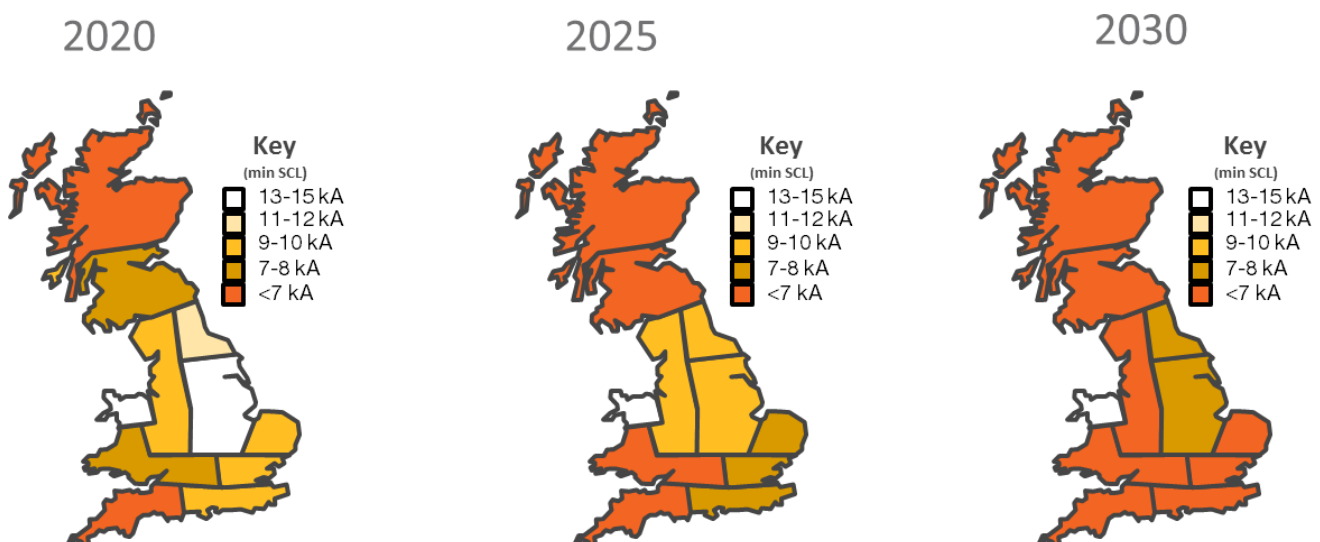 2020
Key
(min SCL)
13-15 kA
11-12 kA
9-10 kA
7-8 kA
<7 kA
2025
Key
(min SCL)
13-15 kA
11-12 kA
9-10 kA
7-8 kA
<7 kA
2030
Key
(min SCL)
13-15 kA
11-12 kA
9-10 kA
7-8 kA
<7 kA